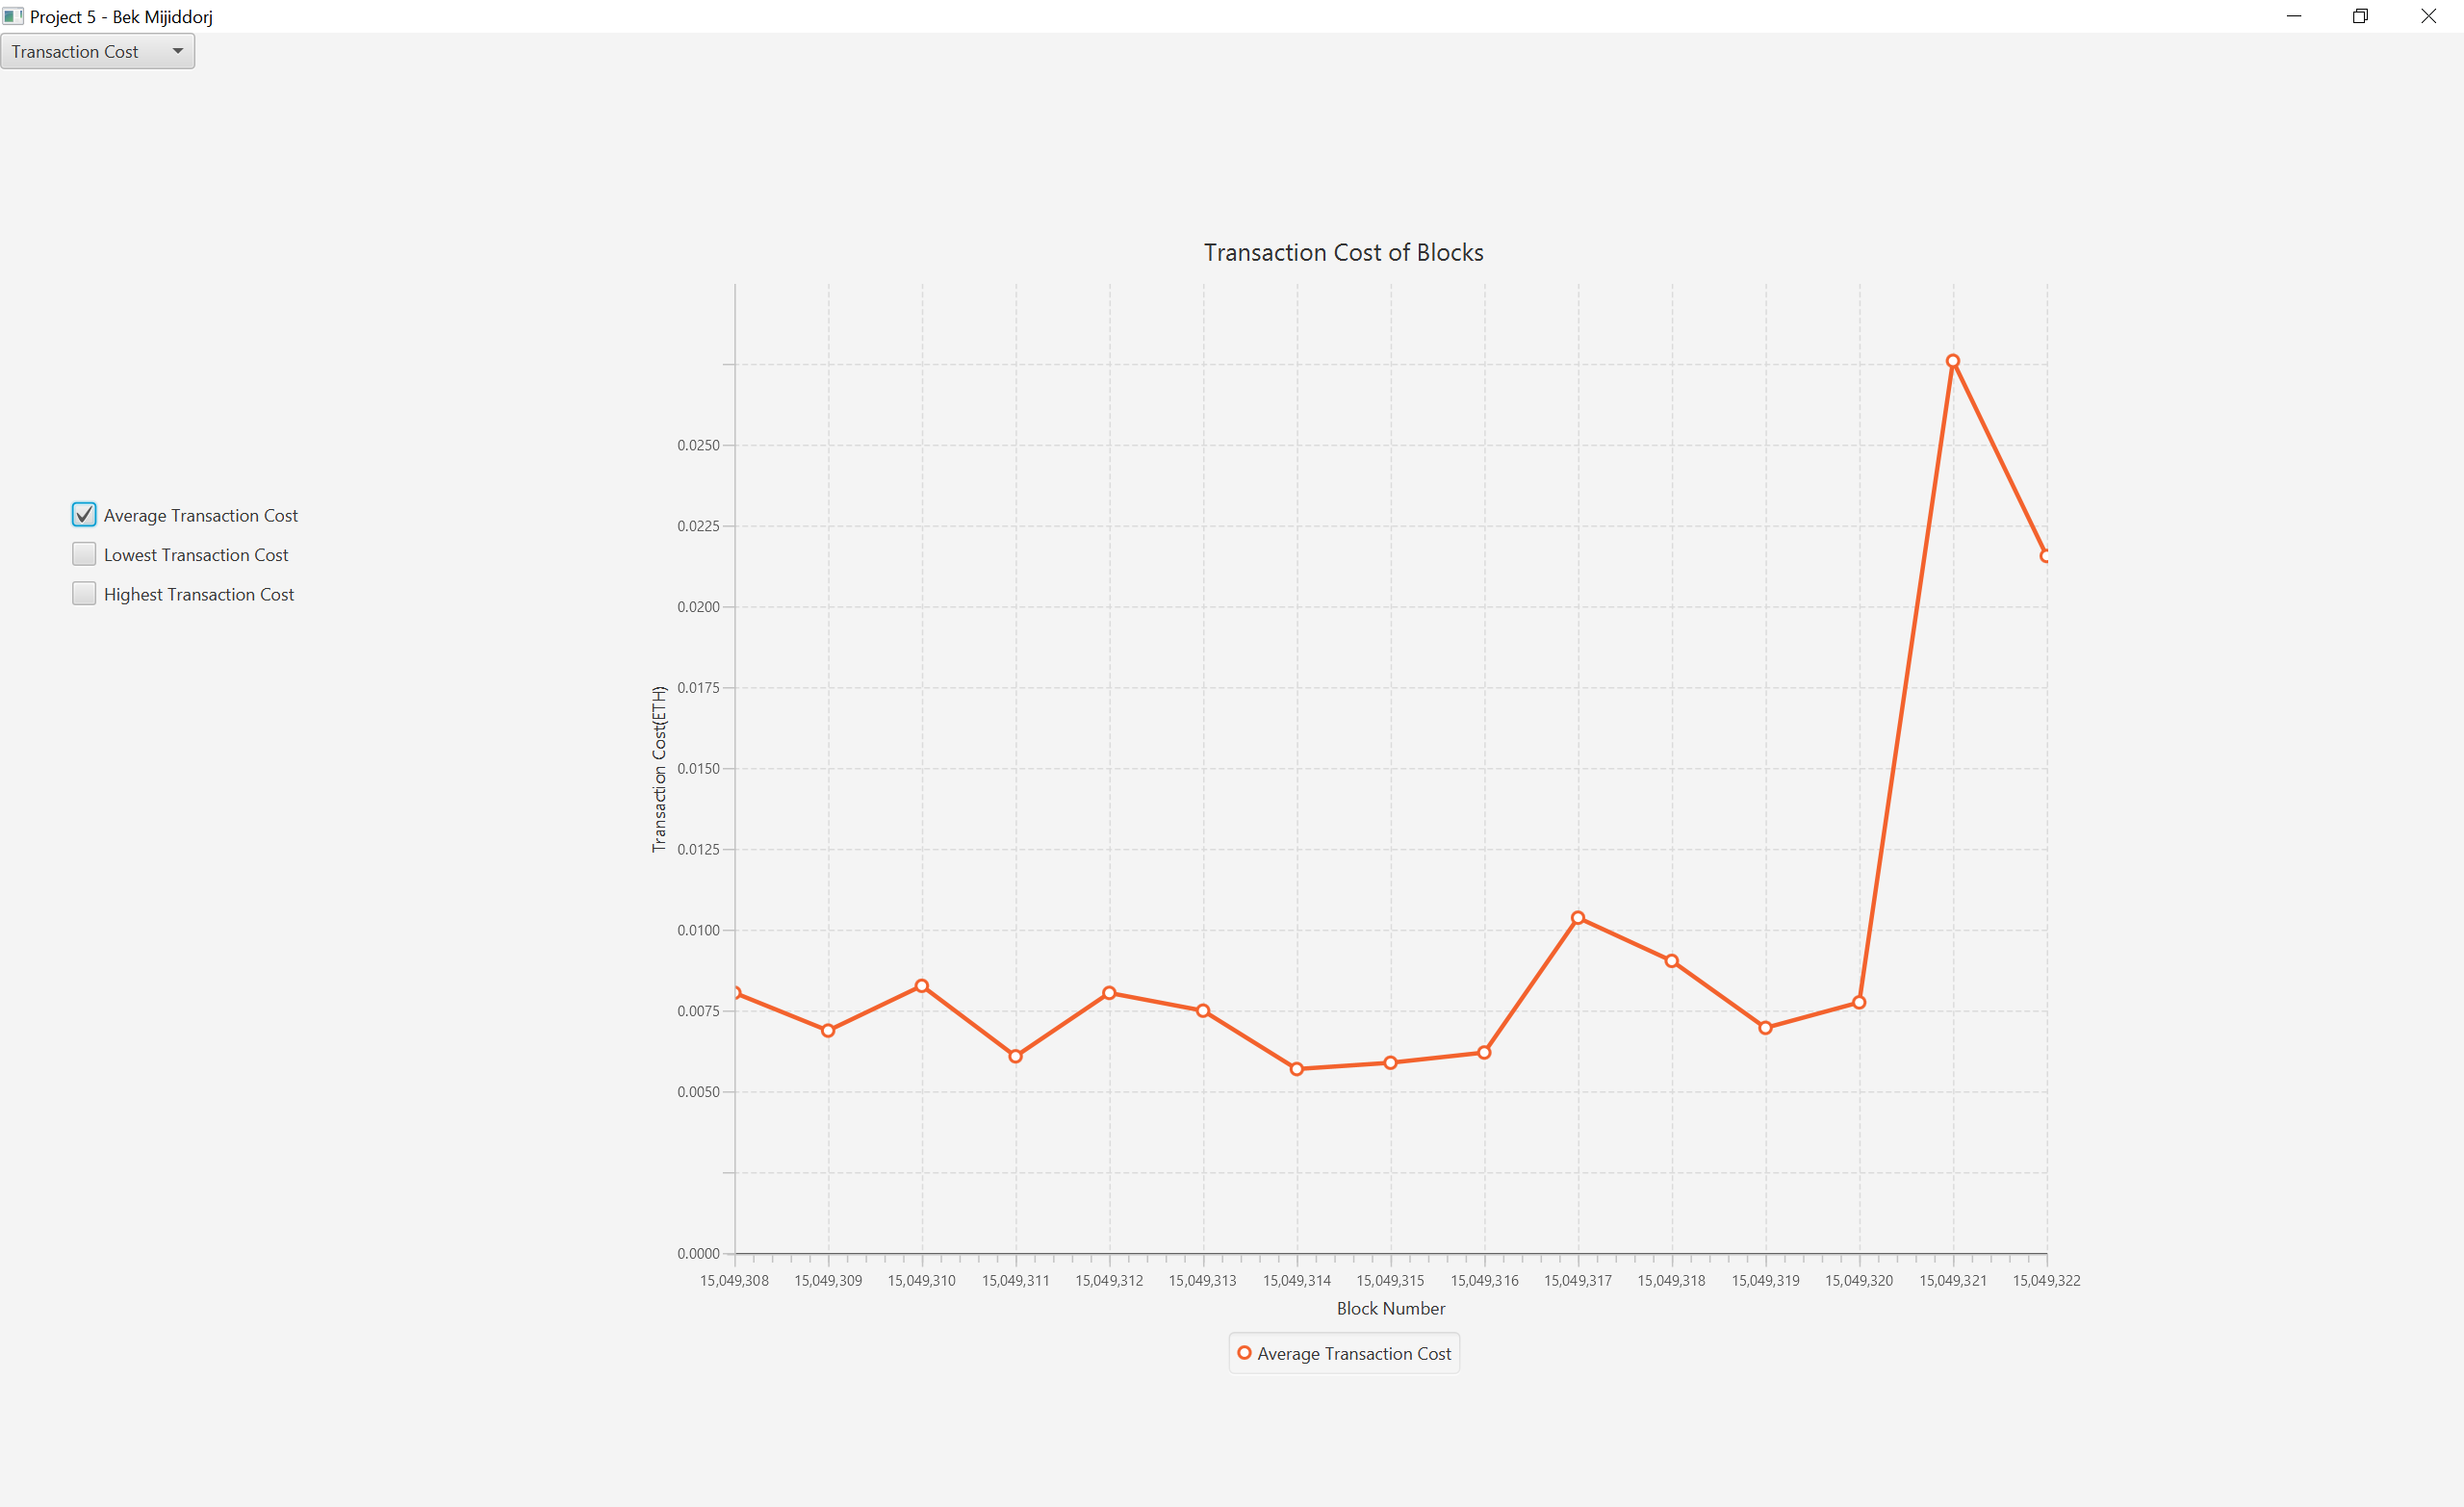 Project 5 - Bek Mijiddorj
Transaction Cost
Average Transaction Cost
Lowest Transaction Cost
Highest Transaction Cost
Transaction Cost of Blocks
Transaction Cost(ETH)
0.0250
0.0225
0.0200
0.0175
0.0150
0.0125
0.0100
0.0075
0.0050
0.0000
15,049,308 15,049,309 15,049,310 15,049,311 15,049,312 15,049,313 15,049,314 15,049,315 15,049,316 15,049,317 15,049,318 15,049,319 15,049,320 15,049,321 15,049,322
Block Number
Average Transaction Cost